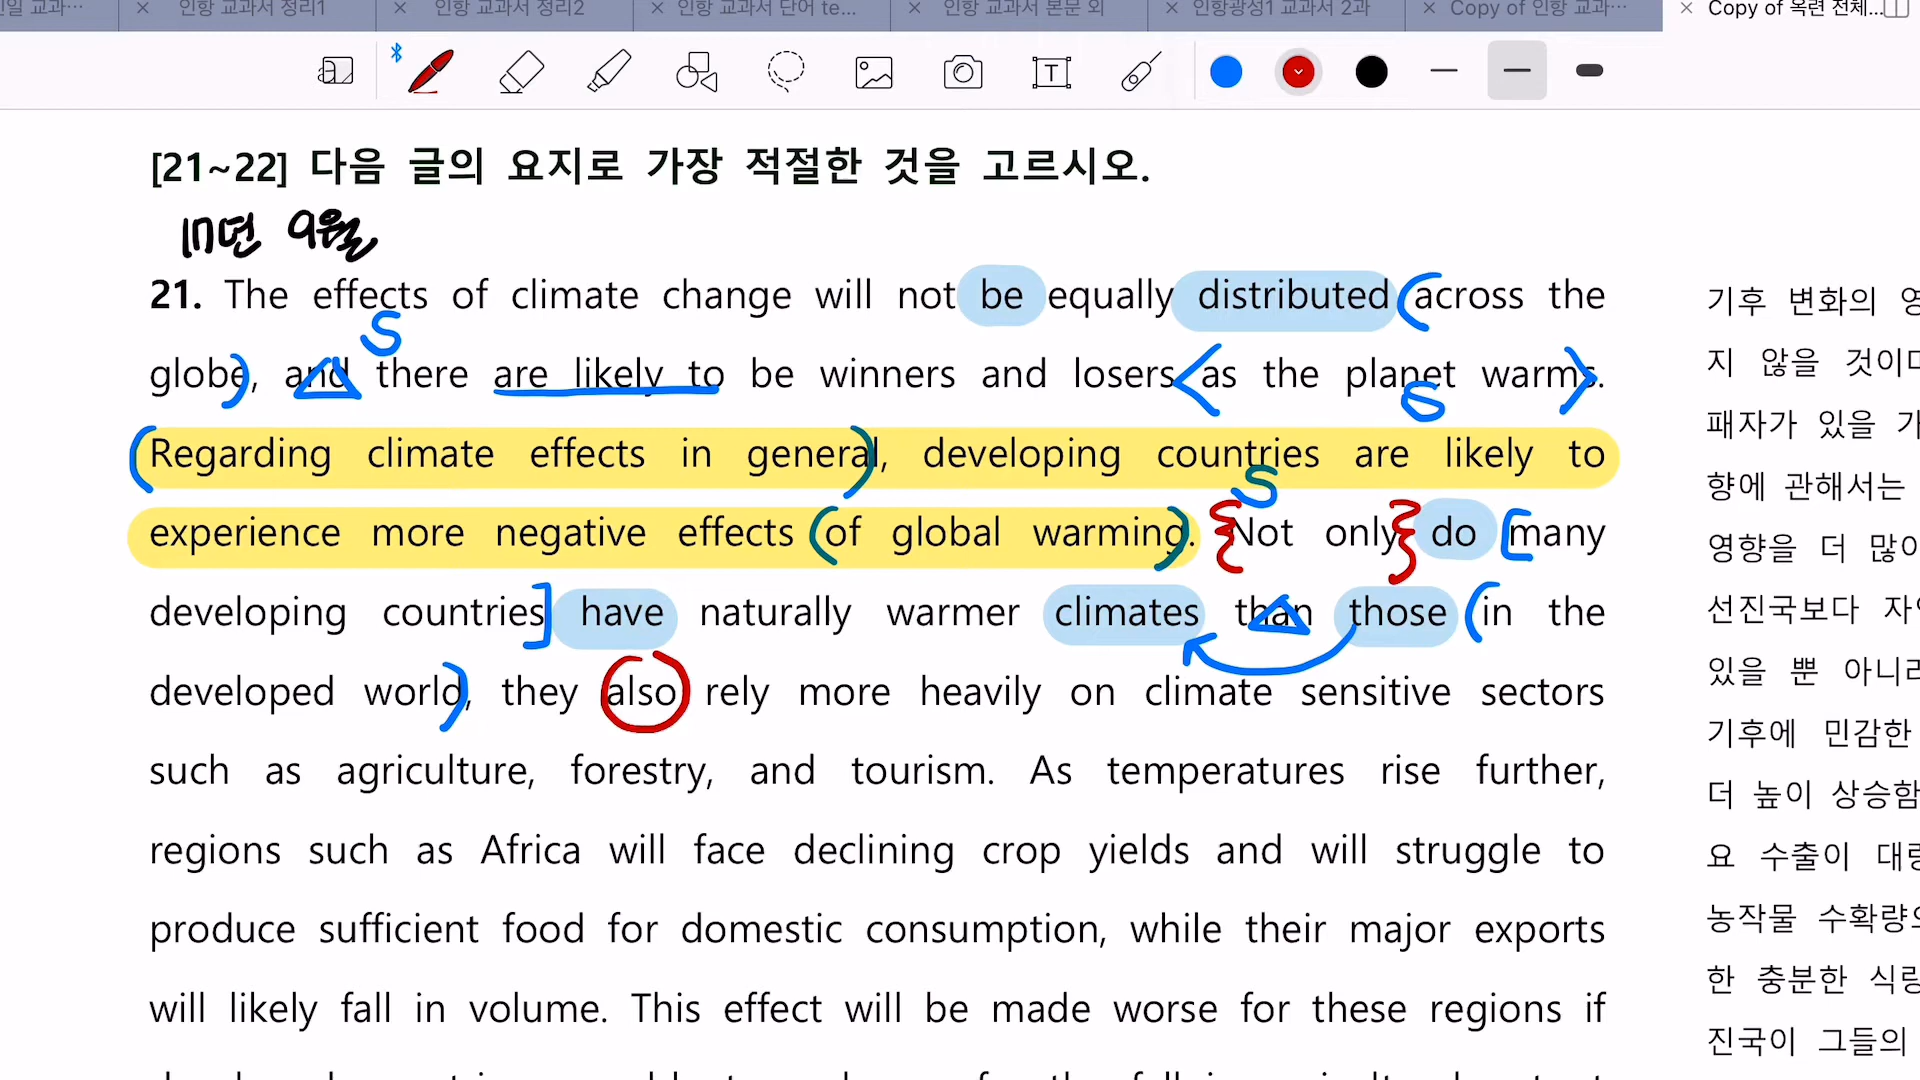 인일 교과…
인항 교과서 정리1
인항 교과서 정리2
인항 교과서 단어 te...
인항 교과서 본문 외
인항광성1 교과서 2과
Copy of 인항 교과…
Copy of 옥련 전체...
[21~22] 다음 글의 요지로 가장 적절한 것을 고르시오.
17년 9월
21. The effects of climate change will not be equally distributed across the
S
globe, and there are likely to be winners and losers as the planet warms.
S
Regarding climate effects in general, developing countries are likely to
S
experience more negative effects of global warming. Not only do many
developing countries have naturally warmer climates than those in the
developed world, they also rely more heavily on climate sensitive sectors
such as agriculture, forestry, and tourism. As temperatures rise further,
regions such as Africa will face declining crop yields and will struggle to
produce sufficient food for domestic consumption, while their major exports
will likely fall in volume. This effect will be made worse for these regions if
기후 변화의
지 않을 것이며
패자가 있을
향에 관해서는
영향을 더 많이
선진국보다
있을 뿐 아니라
기후에 민감한
더 높이 상승함
요 수출이
농작물 수확량
한 충분한 식량
진국이 그들의